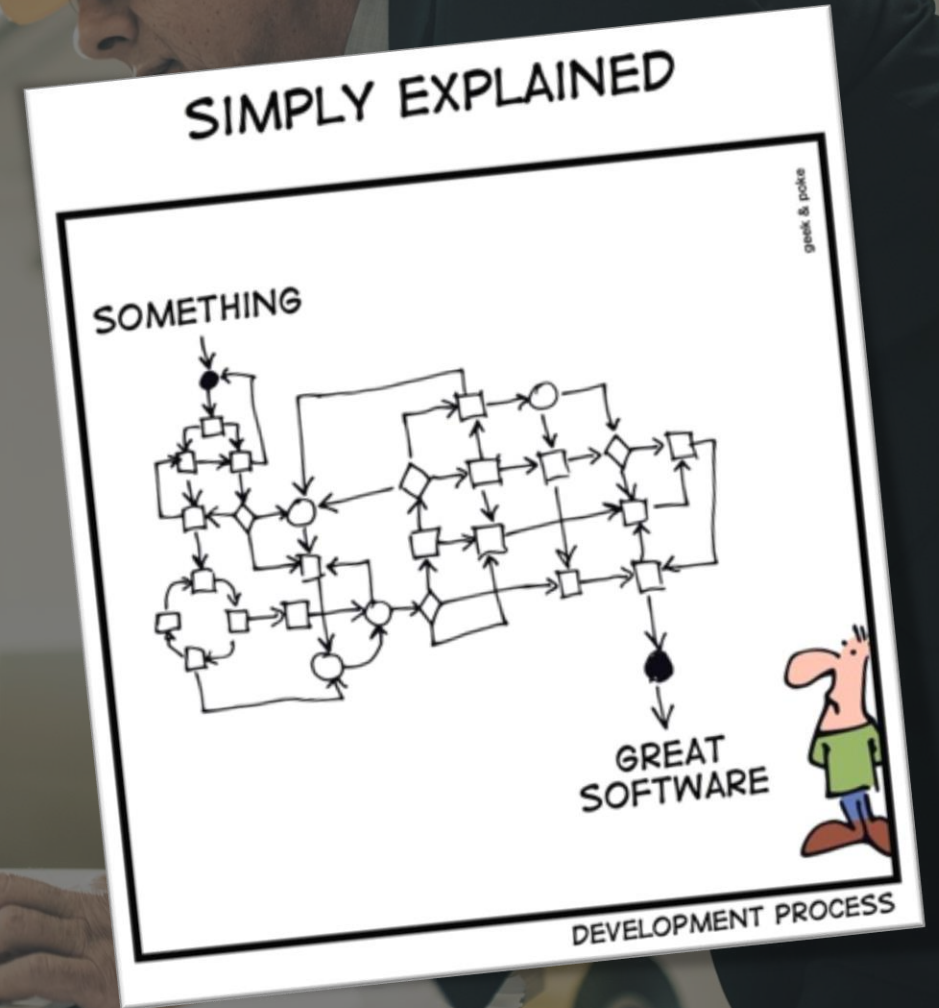 SIMPLY EXPLAINED
geek & poke
SOMETHING
GREAT
SOFTWARE
DEVELOPMENT PROCESS